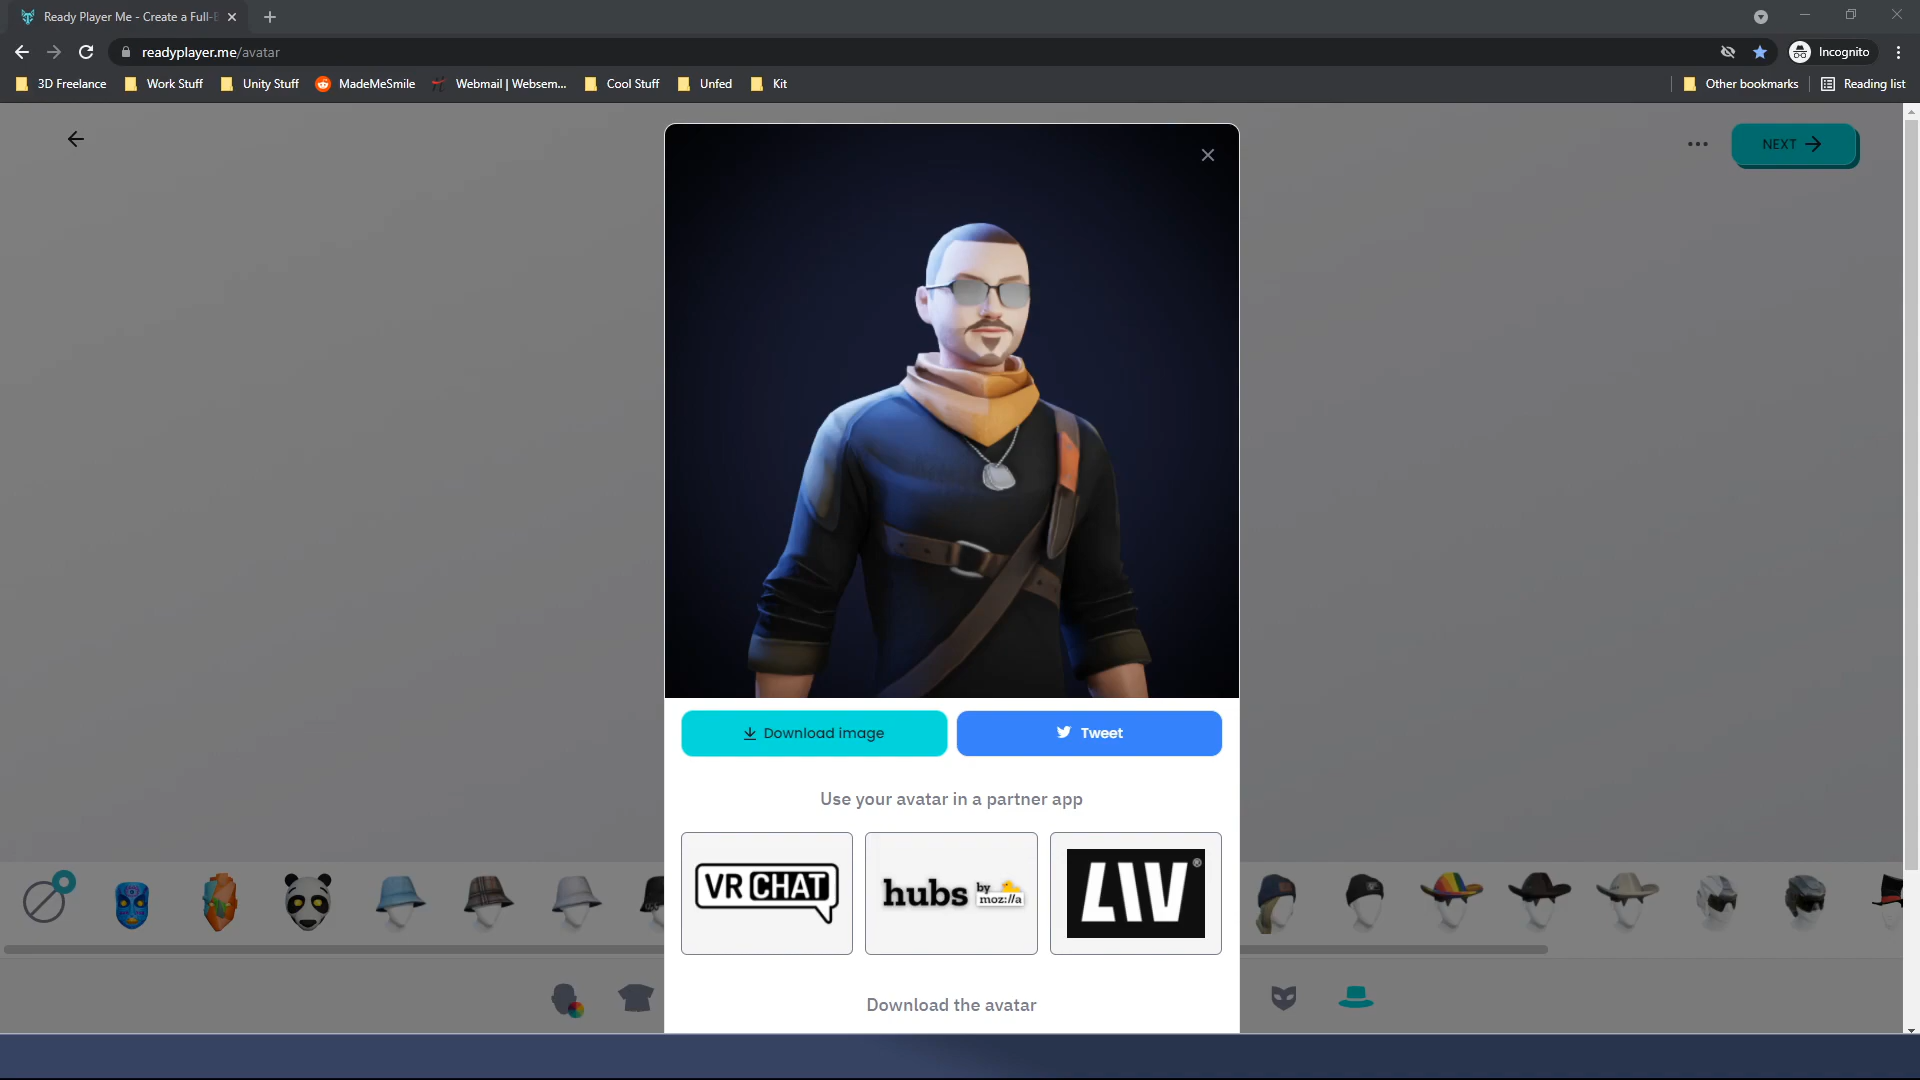 Ready Player Me - Create a Full-B
readyplayer.me/avatar
Incognito
3D Freelance
Work Stuff
Unity Stuff
MadeMeSmile
Webmail | Websem...
Cool Stuff
Unfed
Kit
Other bookmarks
Reading list
NEXT
Download image
Tweet
Use your avatar in a partner app
VRCHAT
hubs by moz://a
LIV®
Download the avatar